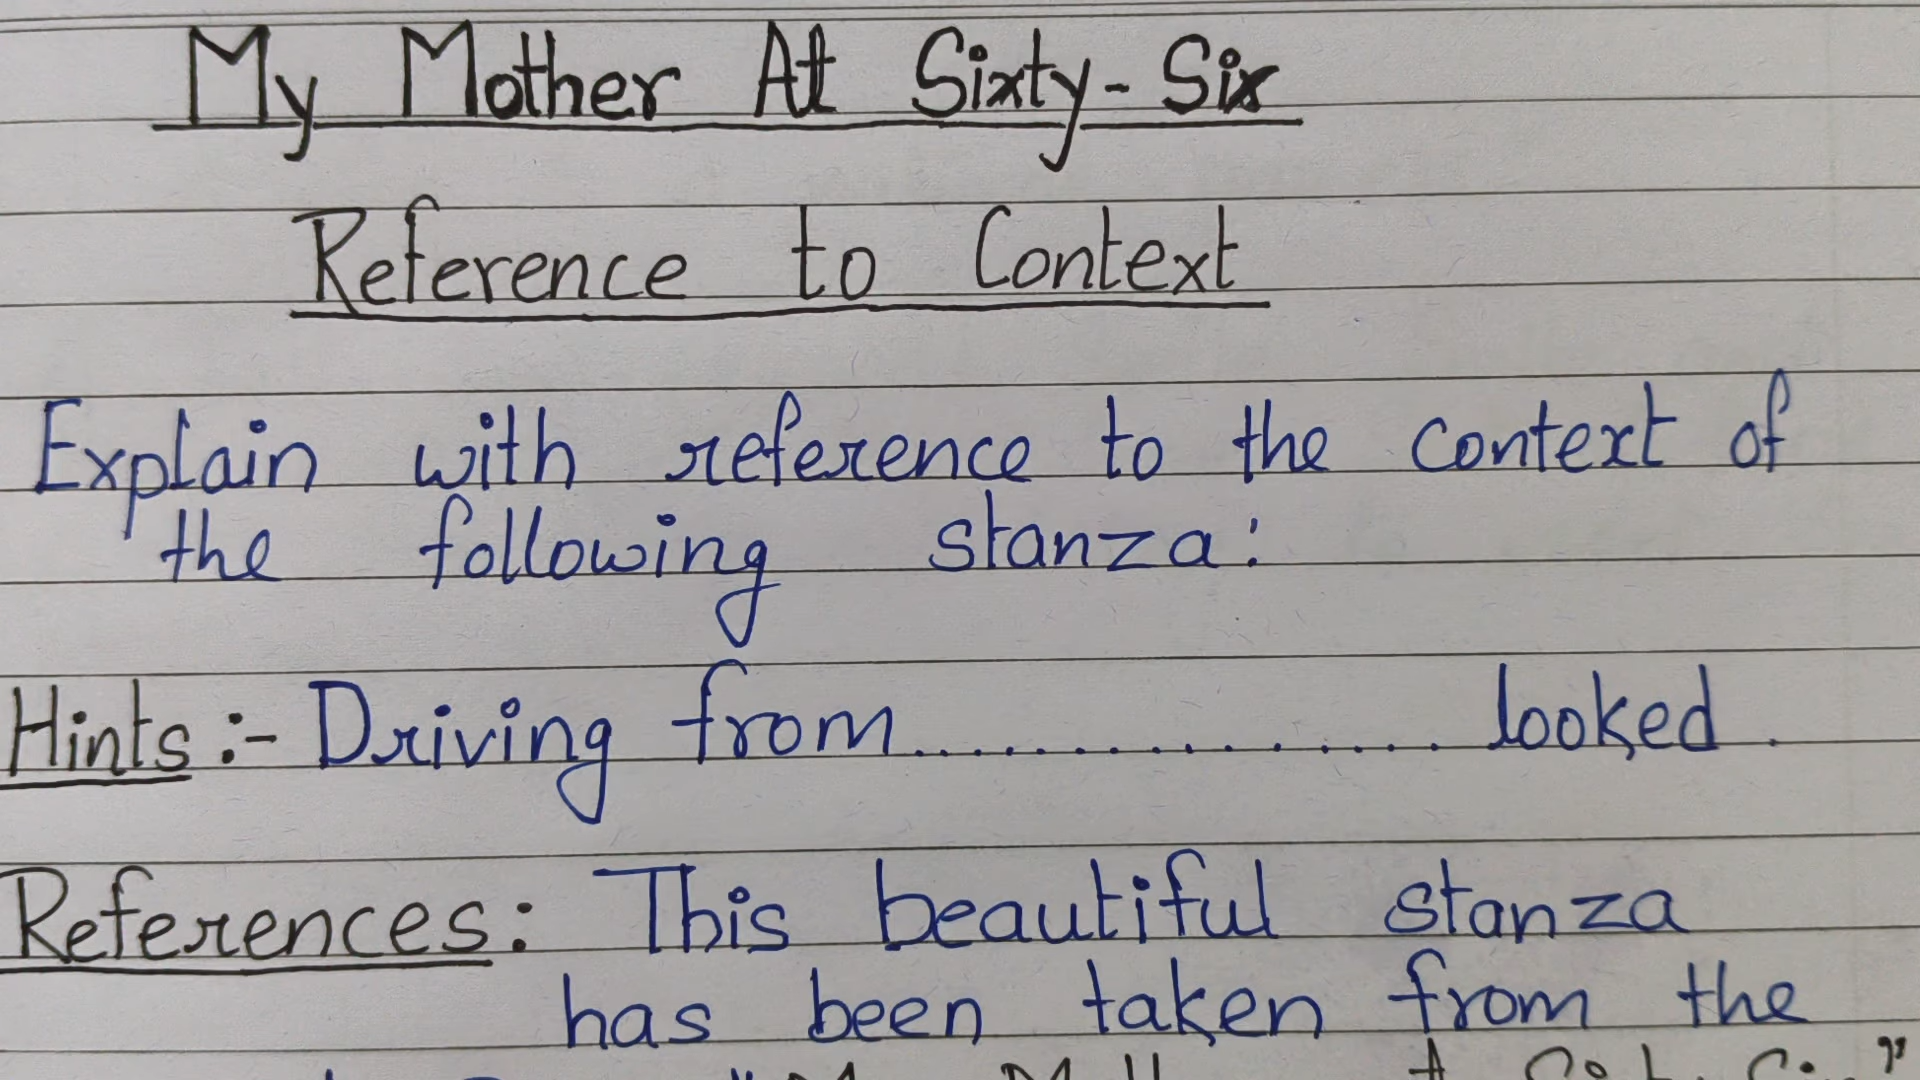 My Mother At Sixty-Six
Reference to Context
Explain with reference to the context of
the following stanza:
Hints :- Driving from.................. looked .
References: This beautiful stanza
has been taken from the